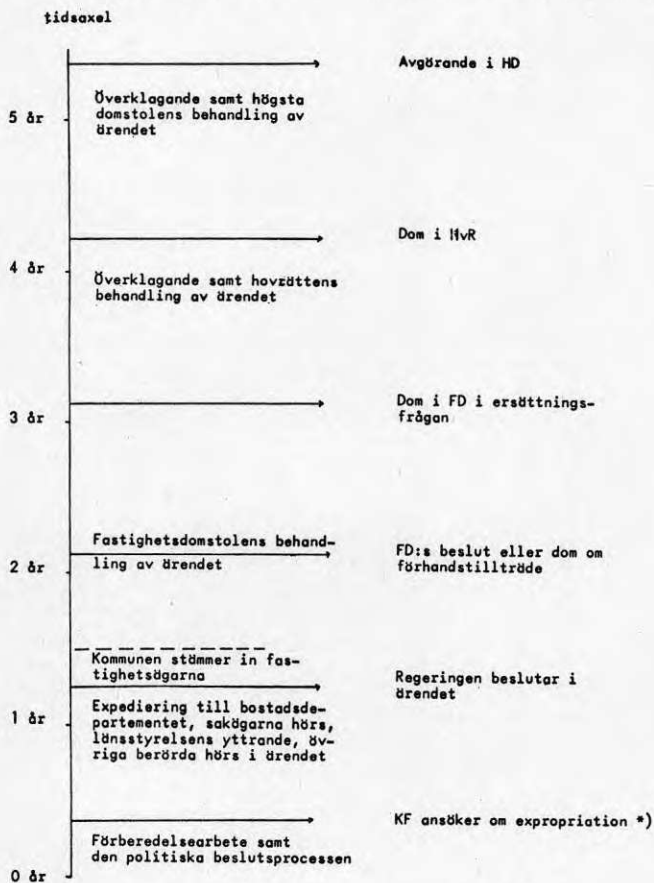 tidsaxel
Avgörande i HD
Överklagande samt högsta
domstolens behandling av
ärendet
5 år
Dom i HvR
4 år
Överklagande samt hovrättens
behandling av ärendet
Dom i FD i ersättnings-
frågan
3 år
Fastighetsdomstolens behand-
ling av ärendet
FD:s beslut eller dom om
förhandstillträde
2 år
Kommunen stämmer in fas-
tighetsägarna
Regeringen beslutar i
ärendet
1 år
Expediering till bostadsde-
partementet, sakägarna hörs,
länsstyrelsens yttrande, öv-
riga berörda hörs i ärendet
KF ansöker om expropriation *)
Förberedelsearbete samt
den politiska beslutsprocessen
0 år